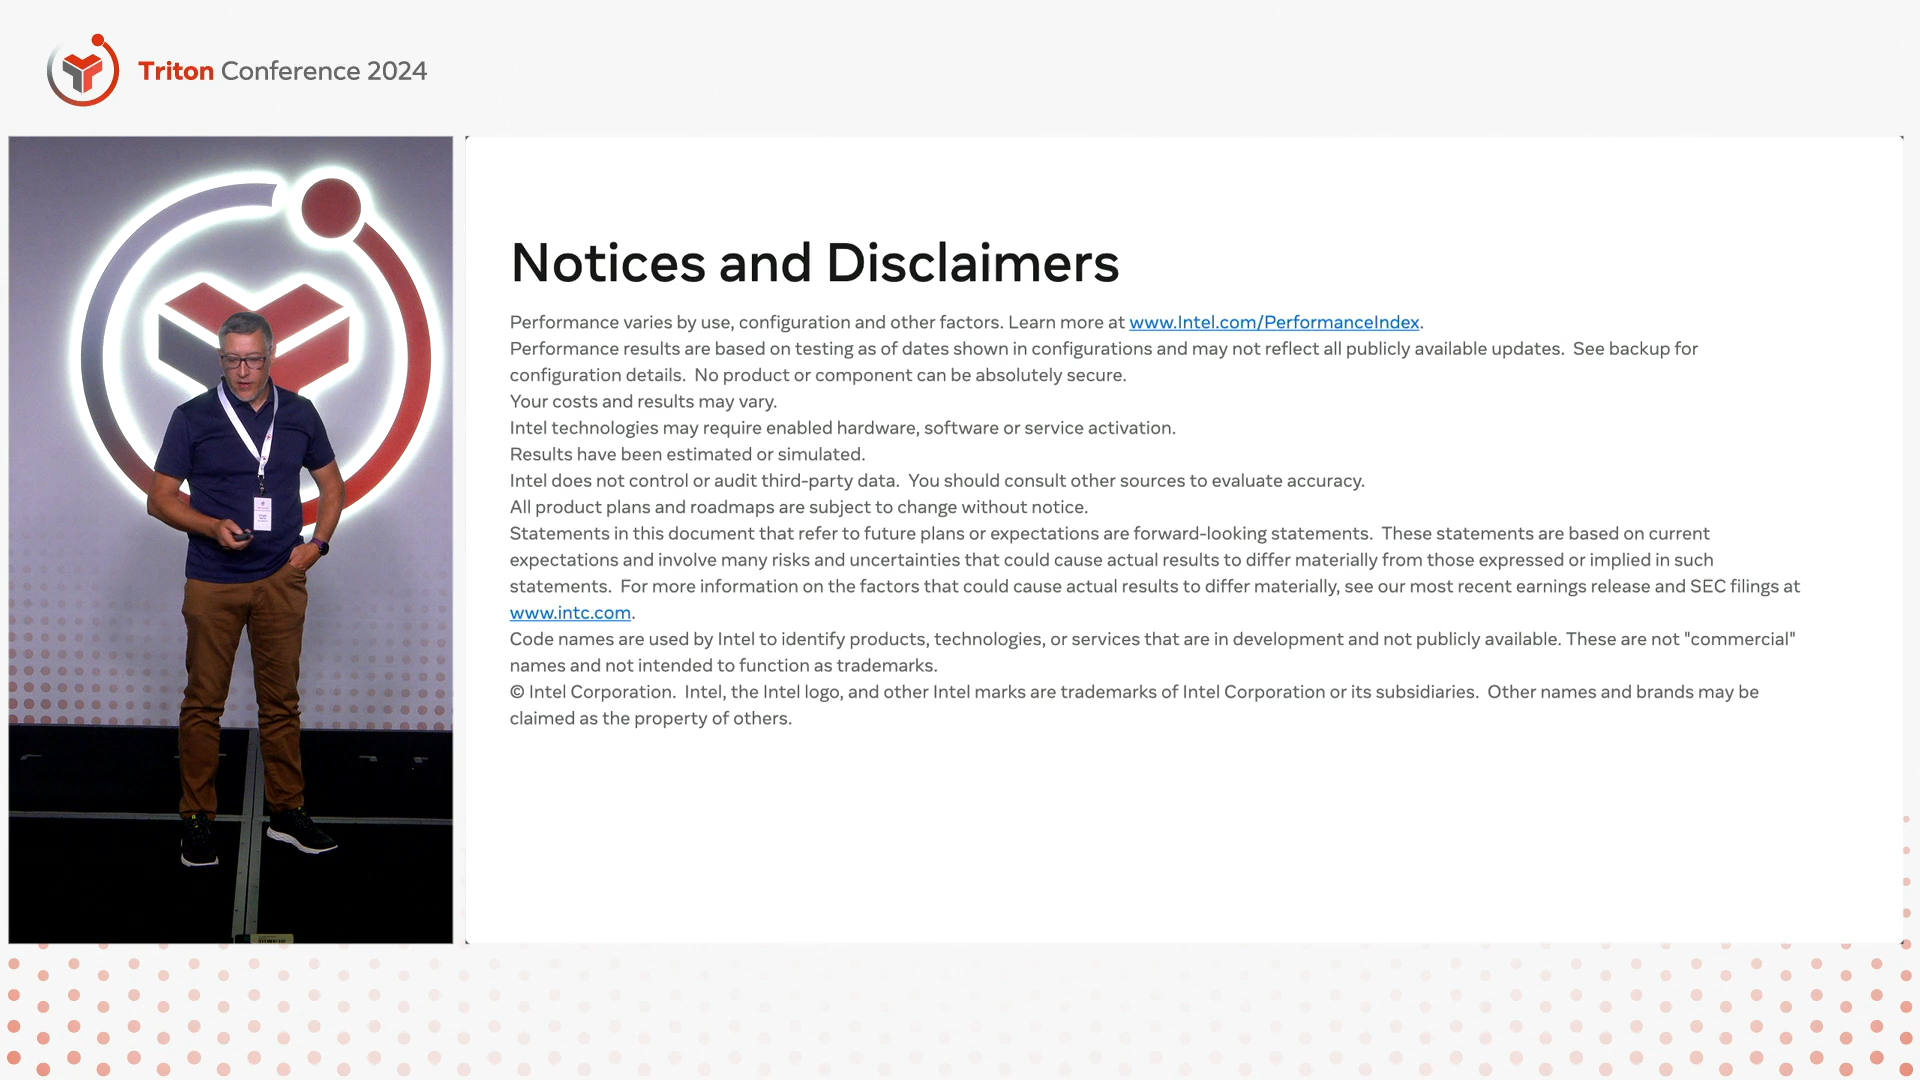 Triton Conference 2024
Notices and Disclaimers
Performance varies by use, configuration and other factors. Learn more at www.Intel.com/PerformanceIndex.
Performance results are based on testing as of dates shown in configurations and may not reflect all publicly available updates.  See backup for
configuration details.  No product or component can be absolutely secure.
Your costs and results may vary.
Intel technologies may require enabled hardware, software or service activation.
Results have been estimated or simulated.
Intel does not control or audit third-party data.  You should consult other sources to evaluate accuracy.
All product plans and roadmaps are subject to change without notice.
Statements in this document that refer to future plans or expectations are forward-looking statements.  These statements are based on current
expectations and involve many risks and uncertainties that could cause actual results to differ materially from those expressed or implied in such
statements.  For more information on the factors that could cause actual results to differ materially, see our most recent earnings release and SEC filings at
www.intc.com.
Code names are used by Intel to identify products, technologies, or services that are in development and not publicly available. These are not "commercial"
names and not intended to function as trademarks.
© Intel Corporation.  Intel, the Intel logo, and other Intel marks are trademarks of Intel Corporation or its subsidiaries.  Other names and brands may be
claimed as the property of others.